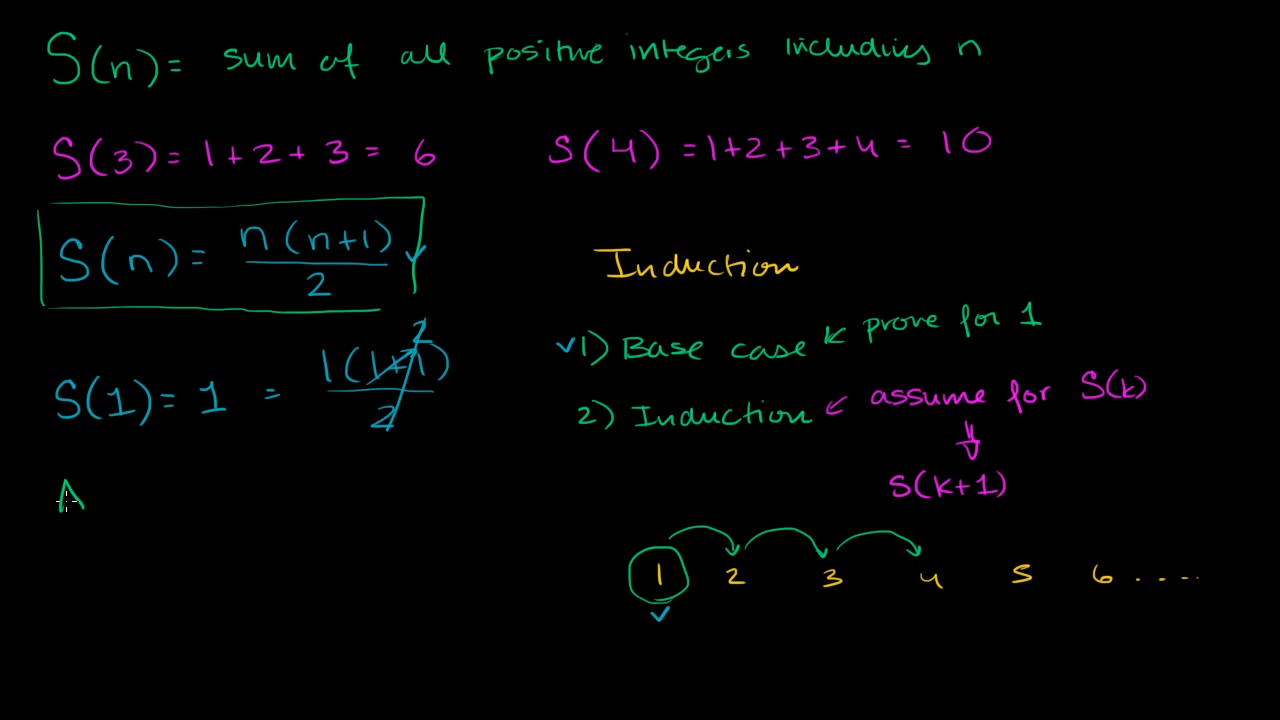 S(n) = sum of all positive integers including n
S(3) = 1 + 2 + 3 = 6
S(4) = 1+2+3+4 = 10
S(n) = n(n+1)/2
S(1) = 1 = 1(1+1)/2
2
A
Induction
1) Base case ← prove for 1
2) Induction ← assume for S(k)
↓
S(k+1)
1 2 3 4 5 6 ....